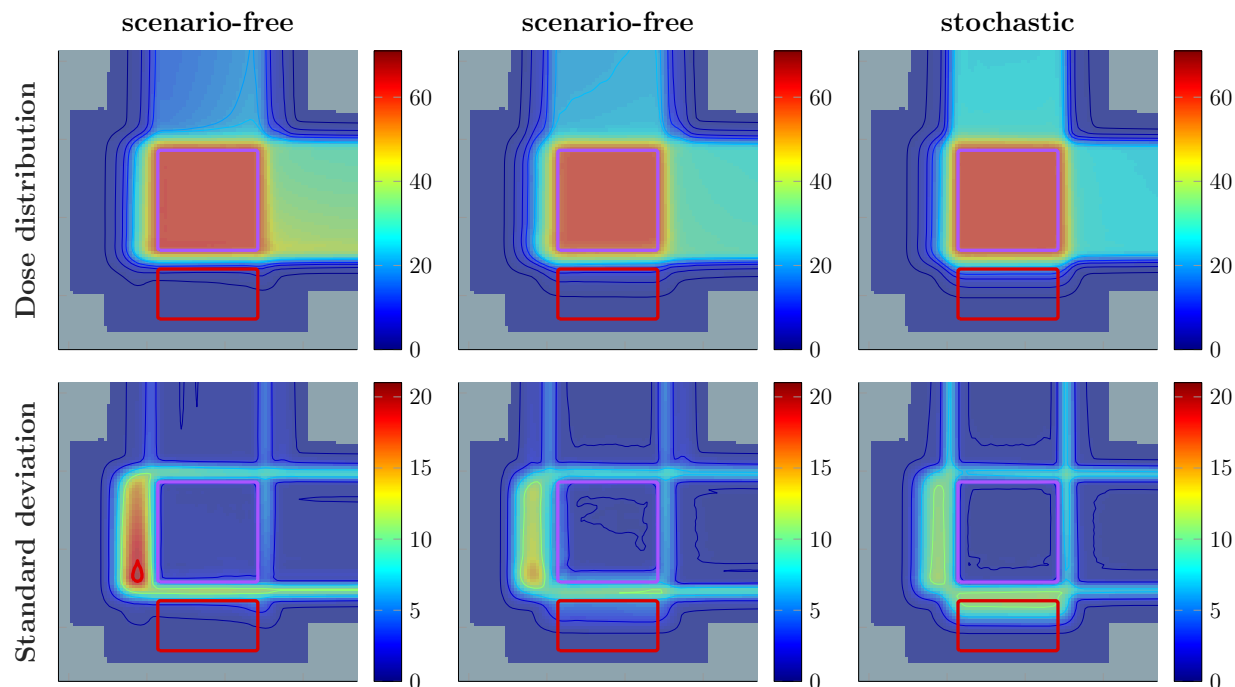 scenario-free scenario-free stochastic
Dose distribution
60 60 60
40 40 40
20 20 20
0 0 0
Standard deviation
20 20 20
15 15 15
10 10 10
5 5 5
0 0 0